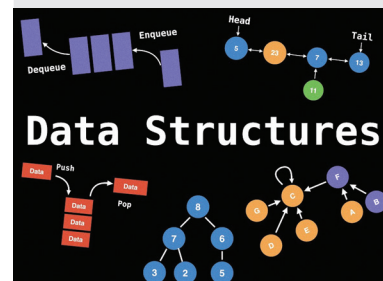 Enqueue
Dequeue
Head
Tail
5
23
7
13
11
Data Structures
Push
Data
Data
Pop
Data
Data
Data
8
7
6
3
2
5
C
F
G
A
B
E
D